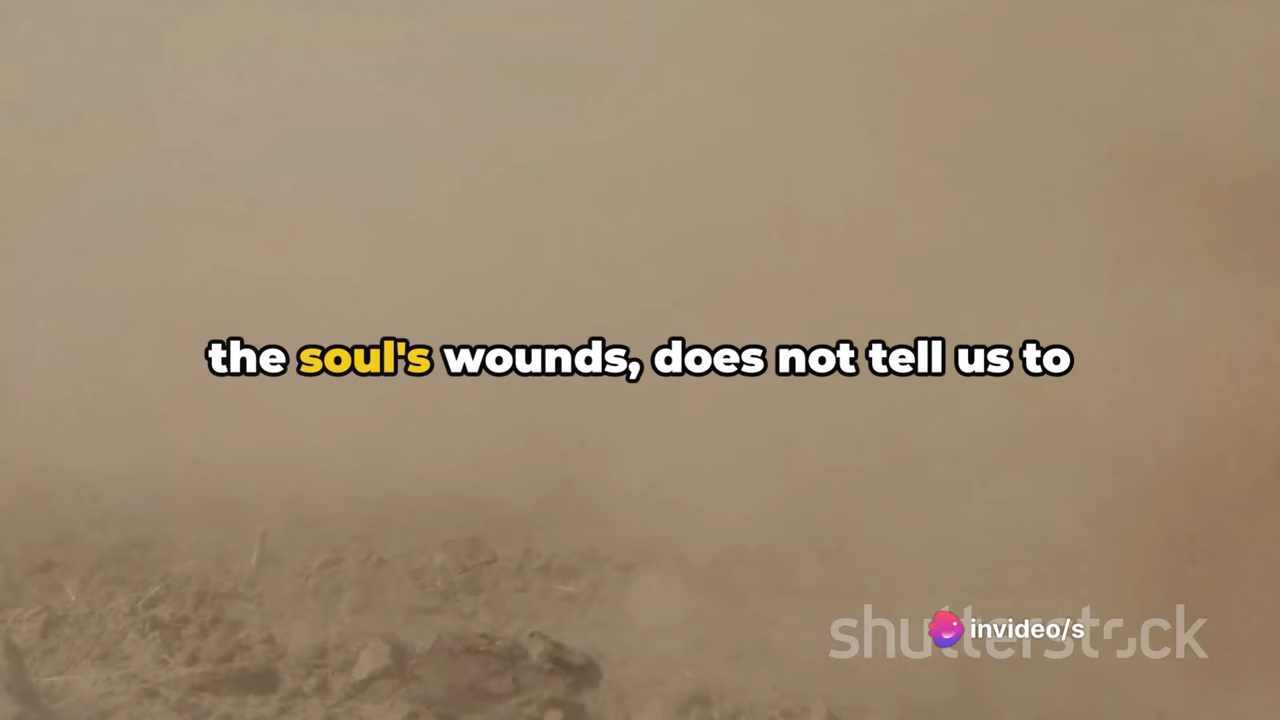 the soul's wounds, does not tell us to
shutterstock
invideo/s